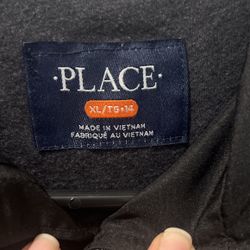 ·PLACE·
XL/TG•14
MADE IN VIETNAM
FABRIQUÉ AU VIETNAM